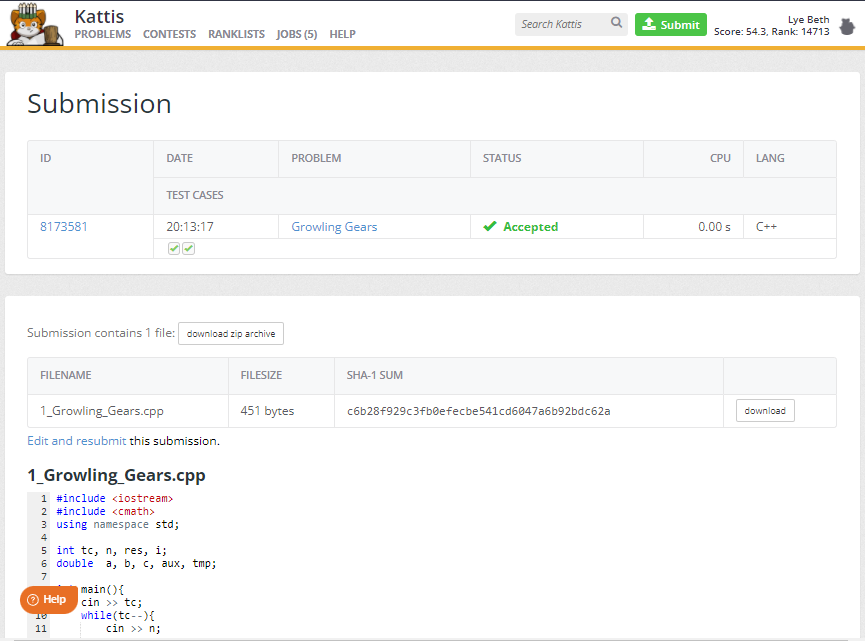 Kattis
PROBLEMS CONTESTS RANKLISTS JOBS (5) HELP
Search Kattis
Submit
Lye Beth
Score: 54.3, Rank: 14713
Submission
ID DATE PROBLEM STATUS CPU LANG
TEST CASES
8173581 20:13:17 Growling Gears Accepted 0.00 s C++
Submission contains 1 file: download zip archive
FILENAME FILESIZE SHA-1 SUM
1_Growling_Gears.cpp 451 bytes c6b28f929c3fb0efecbe541cd6047a6b92bdc62a download
Edit and resubmit this submission.
1_Growling_Gears.cpp
1 #include <iostream>
2 #include <cmath>
3 using namespace std;
4
5 int tc, n, res, i;
6 double  a, b, c, aux, tmp;
7
main(){
Help
cin >> tc;
10 while(tc--){
11 cin >> n;